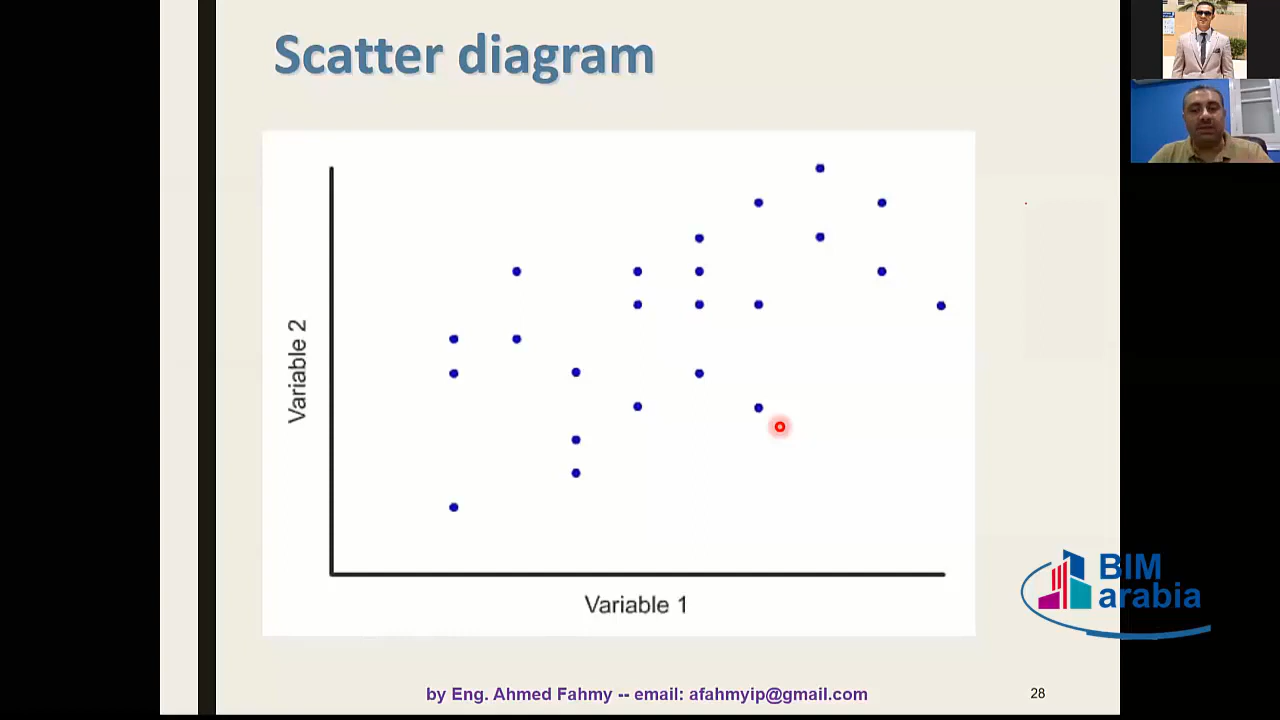 Scatter diagram
Variable 2
Variable 1
BIM
arabia
by Eng. Ahmed Fahmy -- email: afahmyip@gmail.com
28